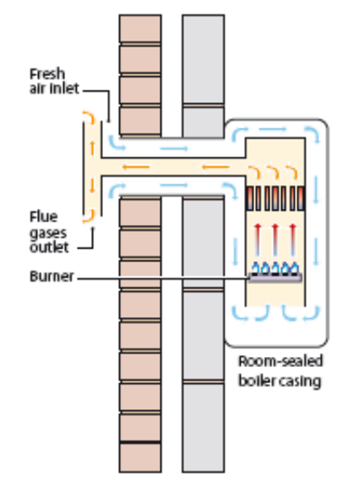 Fresh
air inlet
Flue
gases
outlet
Burner
Room-sealed
boiler casing